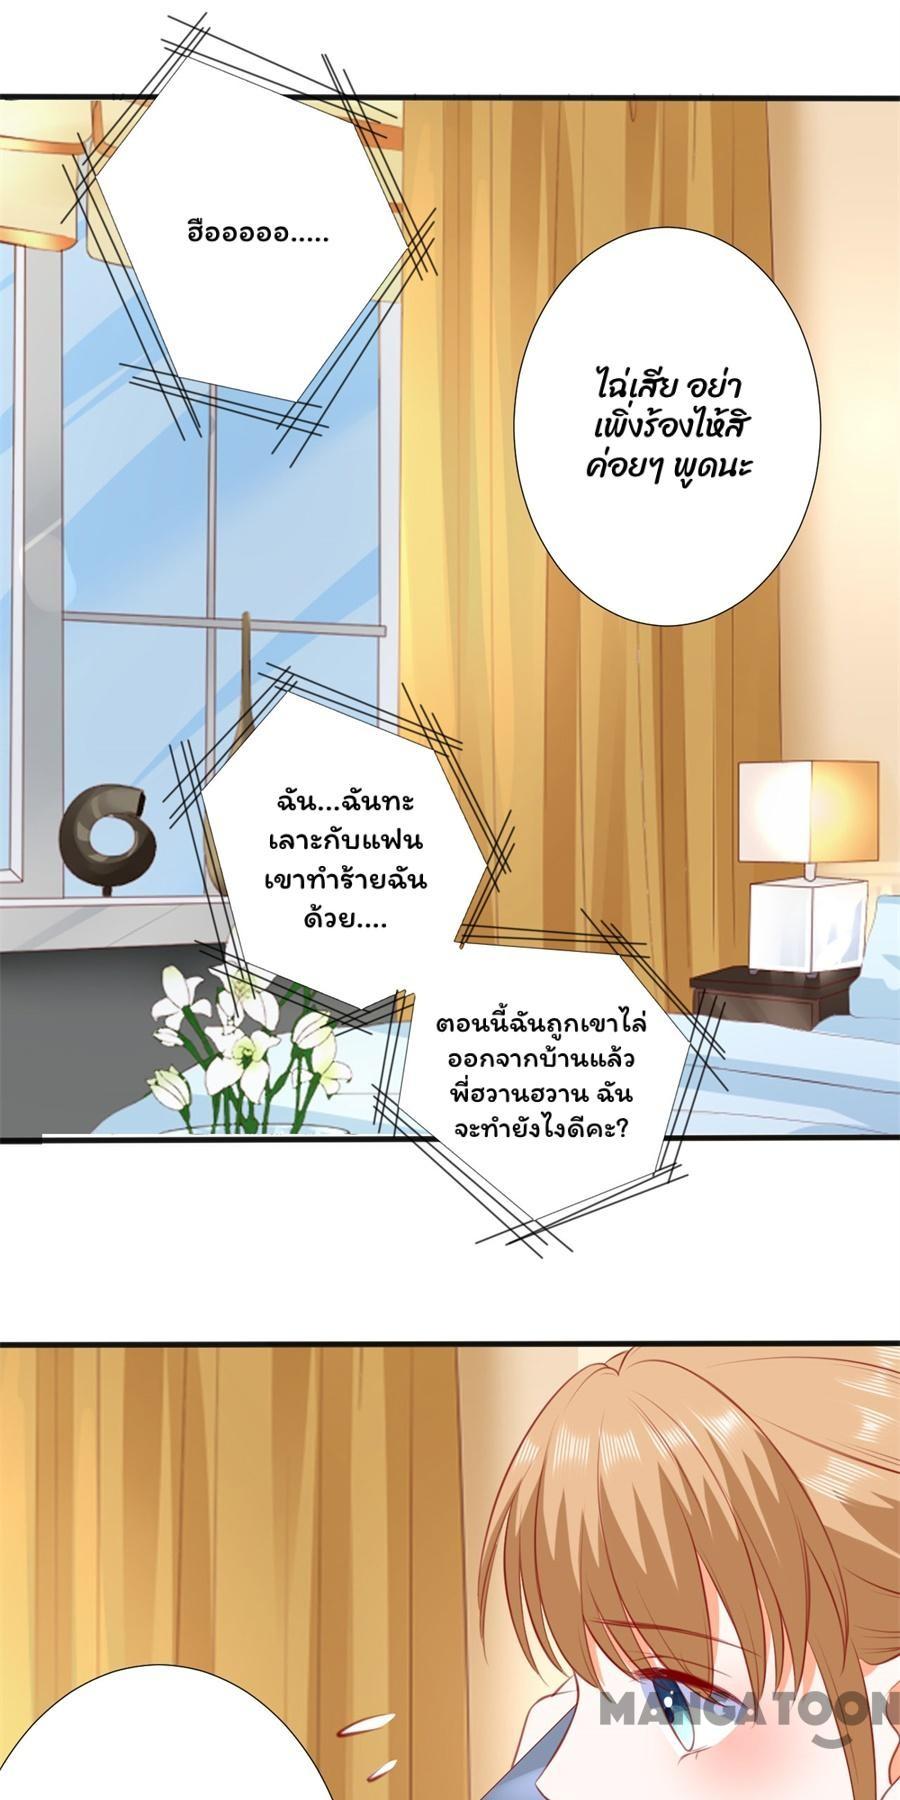 ฮือออออ.....
ไฉ่เสีย อย่า
เพิ่งร้องไห้สิ
ค่อยๆ พูดนะ
ฉัน...ฉันทะ
เลาะกับแฟน
เขาทำร้ายฉัน
ด้วย....
ตอนนี้ฉันถูกเขาไล่
ออกจากบ้านแล้ว
พี่ฮวานฮวาน ฉัน
จะทำยังไงดีคะ?
MANGATOON